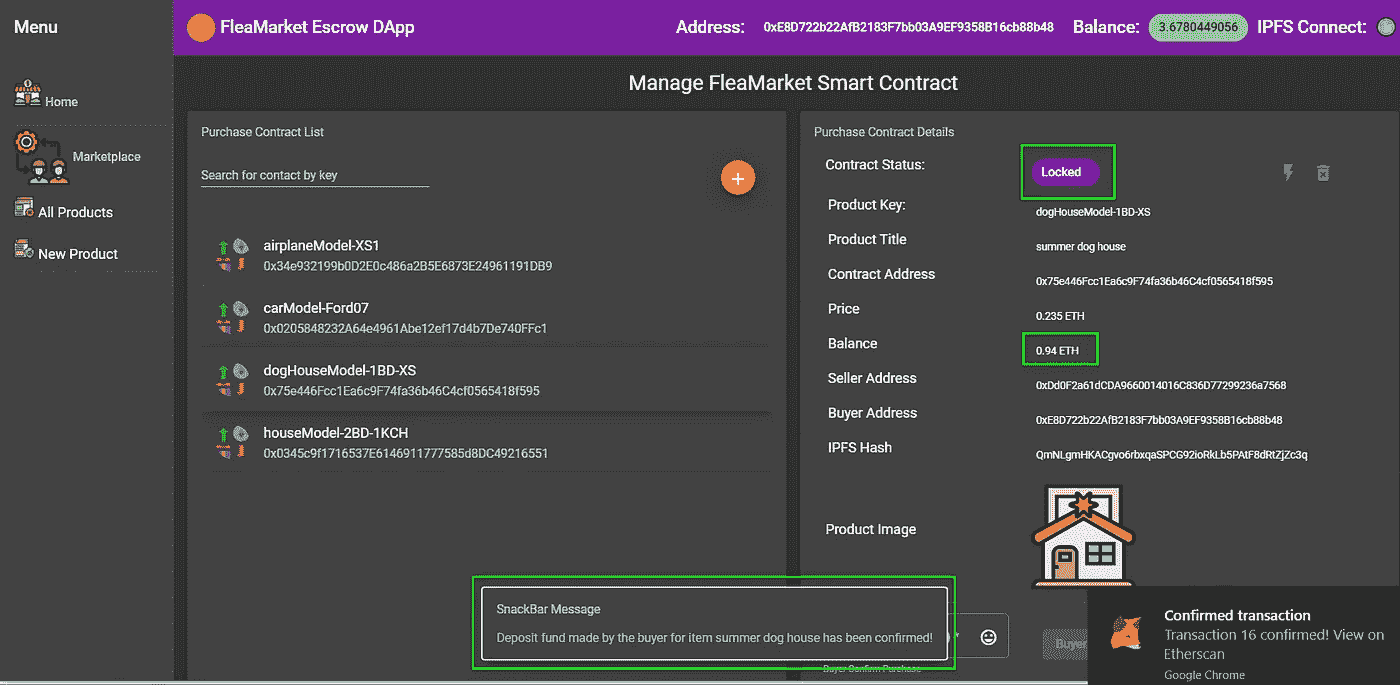 Menu
FleaMarket Escrow DApp
Address:
0xE8D722b22AfB2183F7bb03A9EF9358B16cb88b48
Balance:
3.6780449056
IPFS Connect:
Manage FleaMarket Smart Contract
Home
Marketplace
All Products
New Product
Purchase Contract List
Search for contact by key
+
airplaneModel-XS1
0x34e932199b0D2E0c486a2B5E6873E24961191DB9
carModel-Ford07
0x0205848232A64e4961Abe12ef17d4b7De740FFc1
dogHouseModel-1BD-XS
0x75e446Fcc1Ea6c9F74fa36b46C4cf0565418f595
houseModel-2BD-1KCH
0x0345c9f1716537E6146911777585d8DC49216551
Purchase Contract Details
Contract Status:
Locked
Product Key:
dogHouseModel-1BD-XS
Product Title
summer dog house
Contract Address
0x75e446Fcc1Ea6c9F74fa36b46C4cf0565418f595
Price
0.235 ETH
Balance
0.94 ETH
Seller Address
0xDd0F2a61dCDA9660014016C836D77299236a7568
Buyer Address
0xE8D722b22AfB2183F7bb03A9EF9358B16cb88b48
IPFS Hash
QmNLgmHKACgvo6rbxqaSPCG92ioRkLb5PAtF8dRtZjZc3q
Product Image
SnackBar Message
Deposit fund made by the buyer for item summer dog house has been confirmed!
Buyer
Buyer Confirm Purchase
Confirmed transaction
Transaction 16 confirmed! View on
Etherscan
Google Chrome